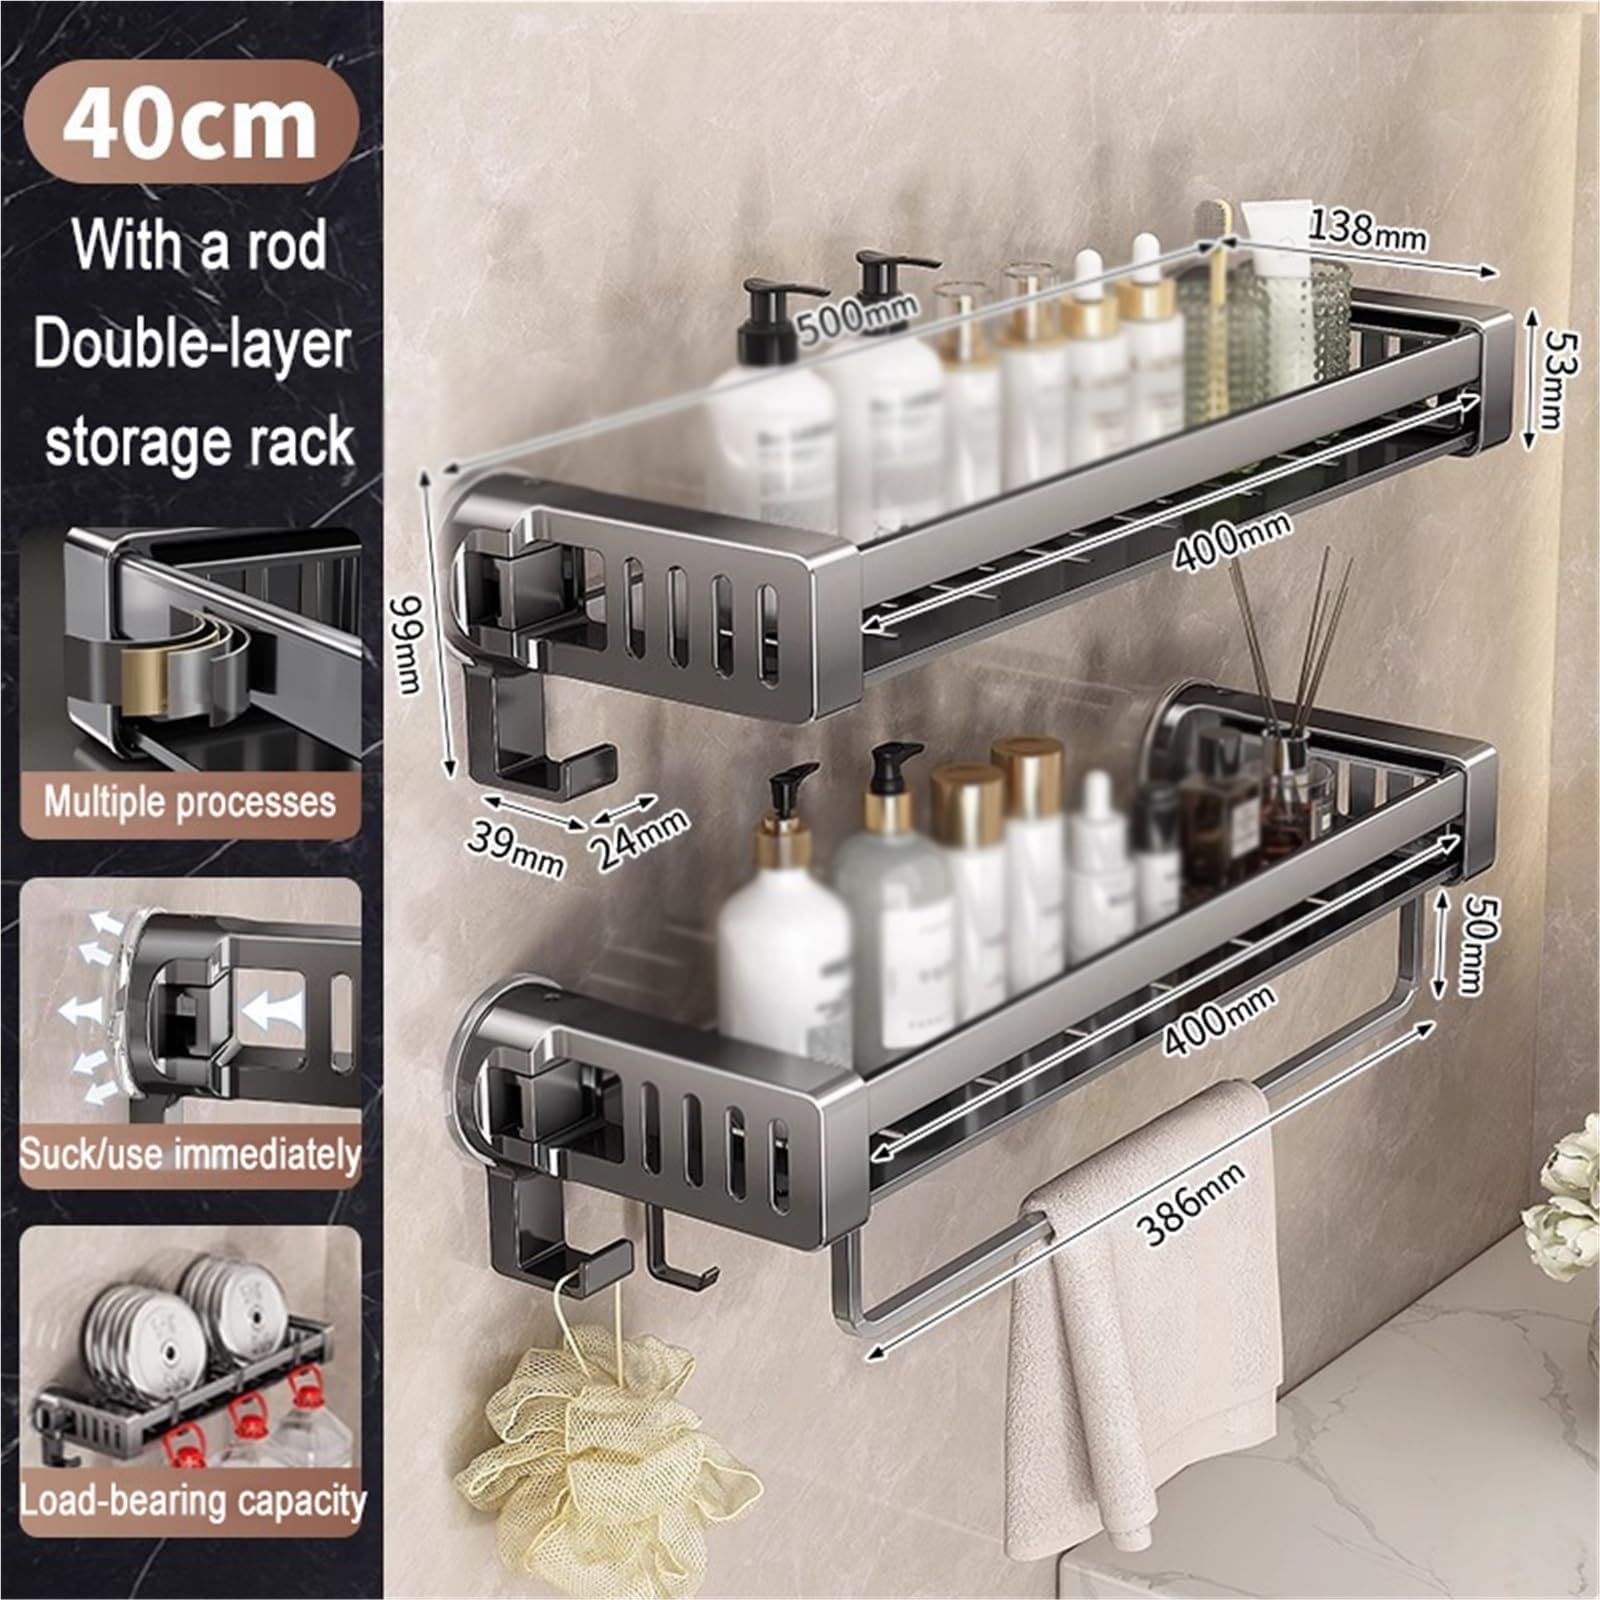 40cm
With a rod
Double-layer
storage rack
Multiple processes
Suck/use immediately
Load-bearing capacity
138mm
500mm
53mm
400mm
99mm
39mm
24mm
50mm
400mm
386mm